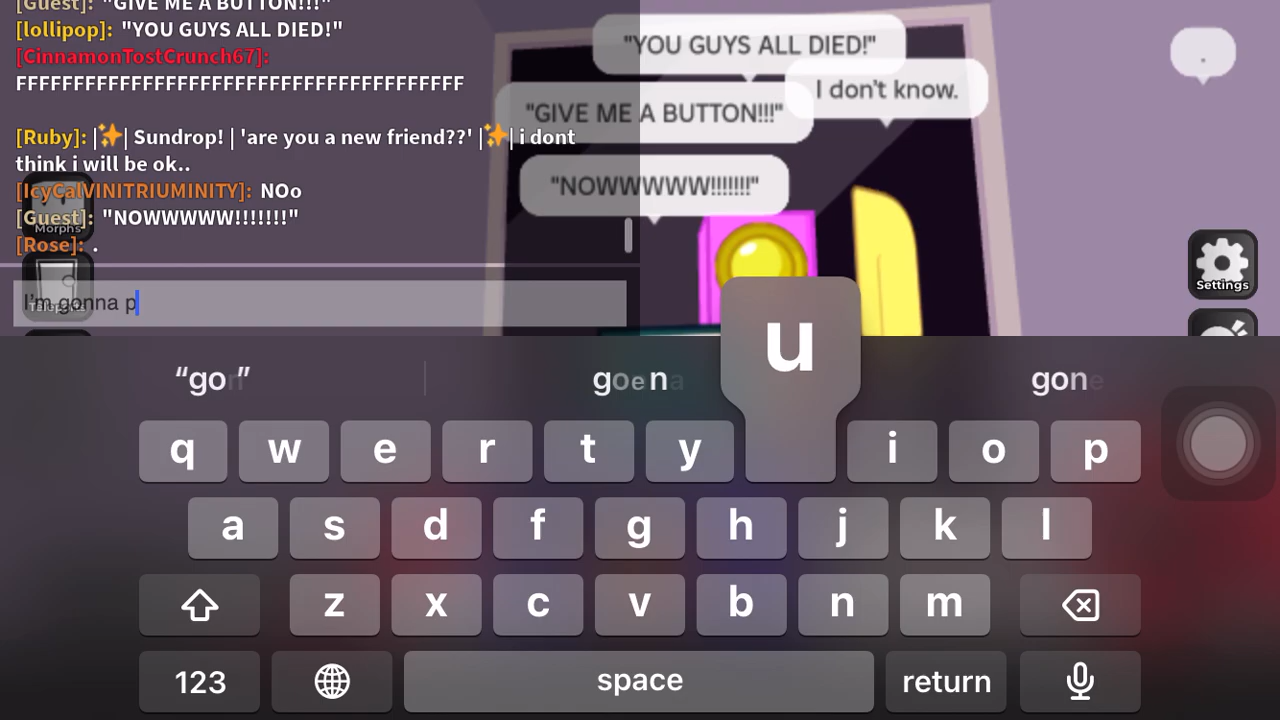 [Guest]: "GIVE ME A BUTTON!!!"
[lollipop]: "YOU GUYS ALL DIED!"
[CinnamonTostCrunch67]:
FFFFFFFFFFFFFFFFFFFFFFFFFFFFFFFFFFFFF
[Ruby]: |✨| Sundrop! | 'are you a new friend??' |✨| i dont
think i will be ok..
[IcyCalVINITRIUMINITY]: NOo
[Guest]: "NOWWWWW!!!!!!!"
[Rose]: .
Morphs
I'm gonna p
"YOU GUYS ALL DIED!"
I don't know.
"GIVE ME A BUTTON!!!"
"NOWWWWW!!!!!!!"
.
Settings
u
q w e r t y i o p
a s d f g h j k l
z x c v b n m
123 space return